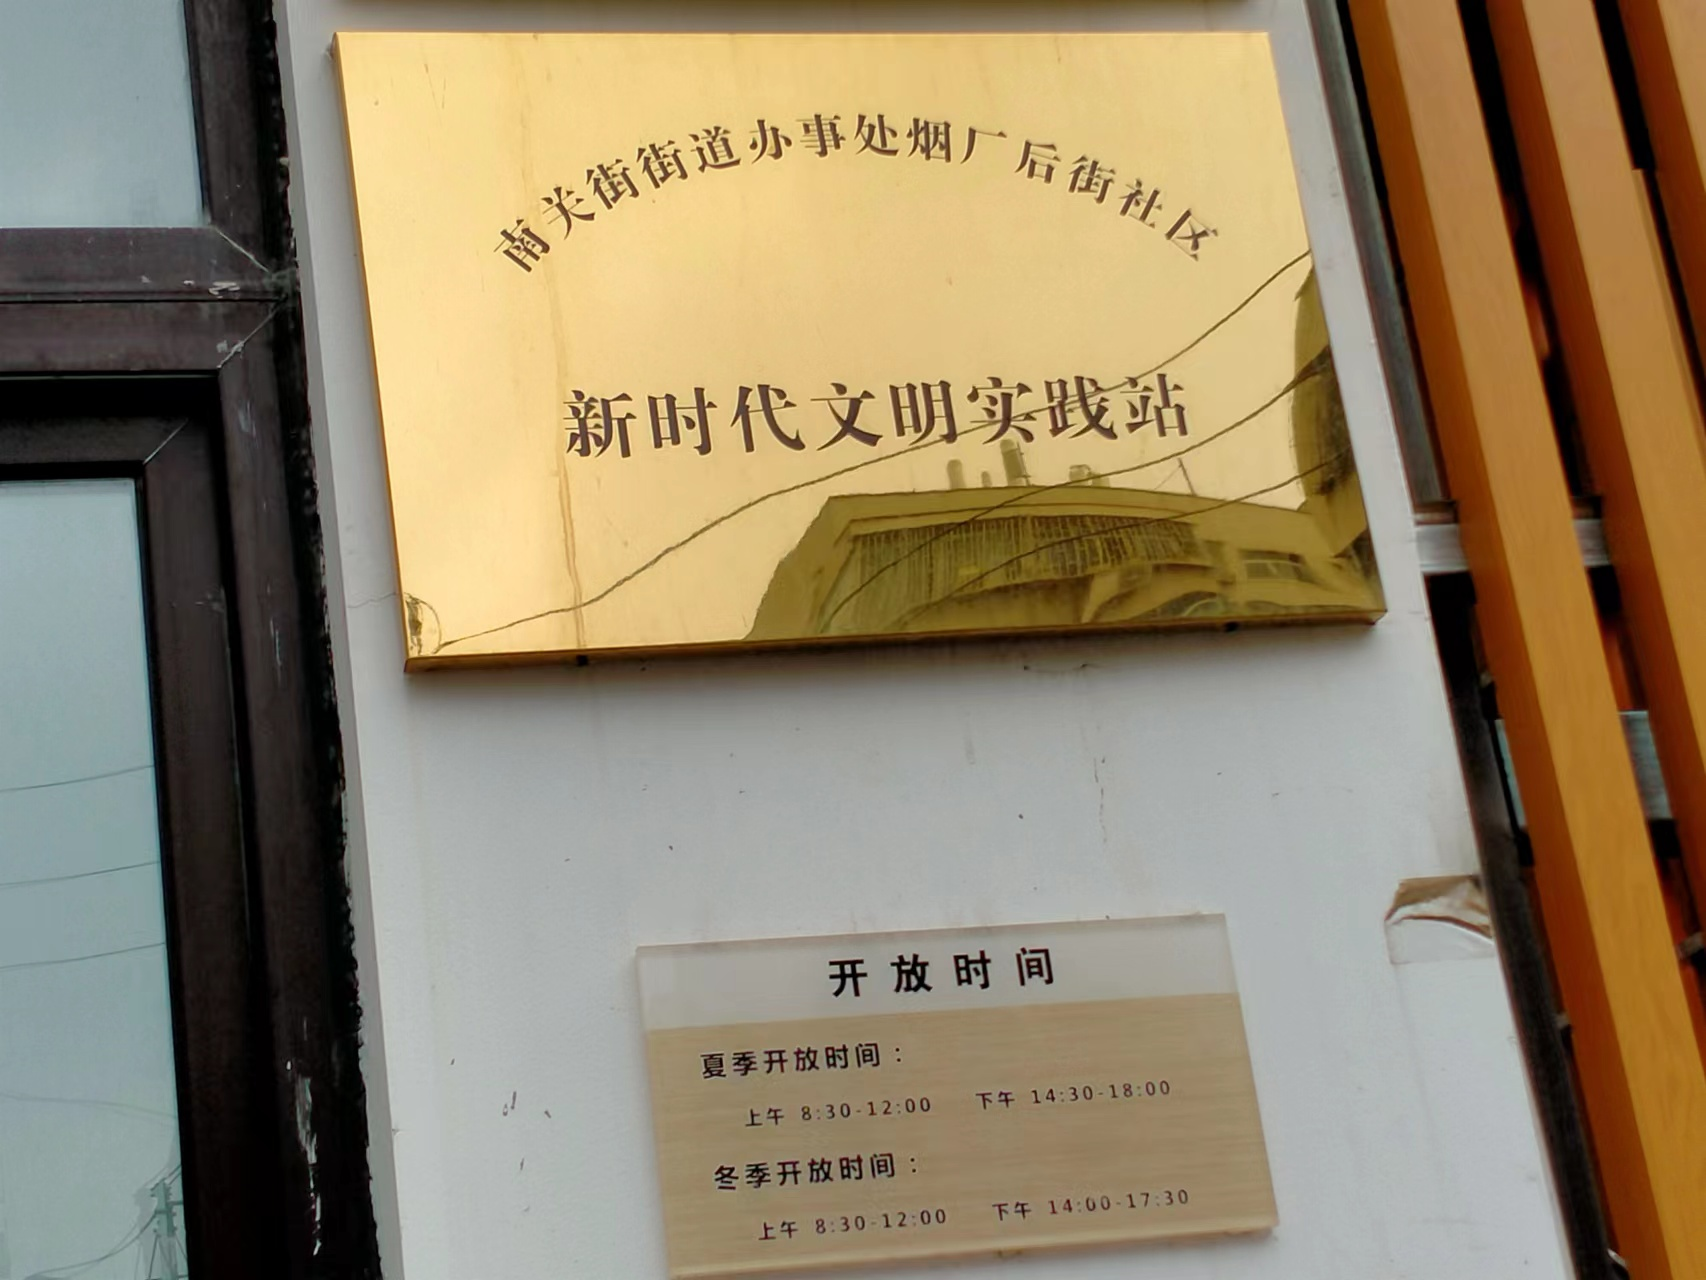 南关街街道办事处烟厂后街社区
新时代文明实践站
开放时间
夏季开放时间：
上午 8:30-12:00 下午 14:30-18:00
冬季开放时间：
上午 8:30-12:00 下午 14:00-17:30